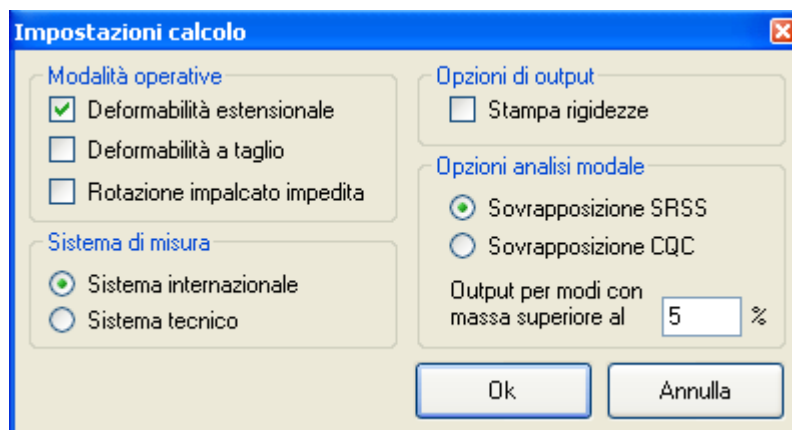 Impostazioni calcolo
Modalità operative
Deformabilità estensionale
Deformabilità a taglio
Rotazione impalcato impedita
Sistema di misura
Sistema internazionale
Sistema tecnico
Opzioni di output
Stampa rigidezze
Opzioni analisi modale
Sovrapposizione SRSS
Sovrapposizione CQC
Output per modi con
massa superiore al 5 %
Ok
Annulla